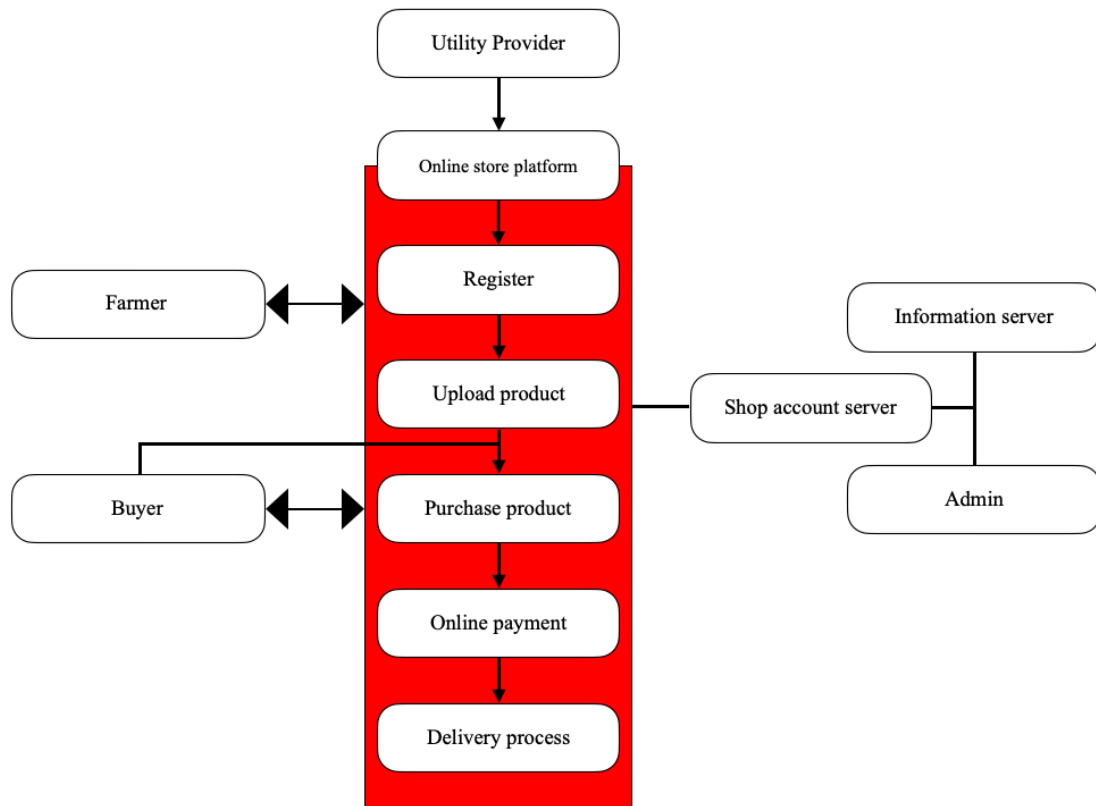 Utility Provider
Online store platform
Register
Farmer
Information server
Upload product
Shop account server
Buyer
Purchase product
Admin
Online payment
Delivery process